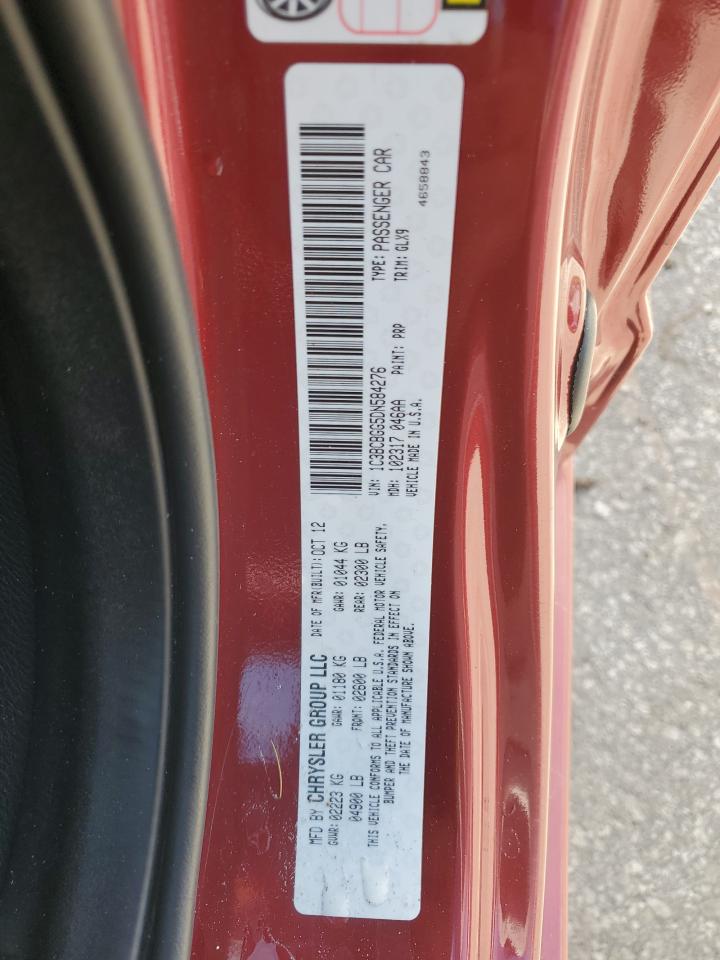 MFD BY CHRYSLER GROUP LLC DATE OF MFR(BUILT): OCT 12
GVWR: 02223 KG GAWR: 01180 KG GAWR: 01044 KG
04900 LB FRONT: 02600 LB REAR: 02300 LB
THIS VEHICLE CONFORMS TO ALL APPLICABLE U.S.A. FEDERAL MOTOR VEHICLE SAFETY,
BUMPER AND THEFT PREVENTION STANDARDS IN EFFECT ON
THE DATE OF MANUFACTURE SHOWN ABOVE.
VIN: 1C3BCBGG5DN584276 TYPE: PASSENGER CAR
MDH: 102317 046AA PAINT: PRP TRIM: GLX9
VEHICLE MADE IN U.S.A. 4658843